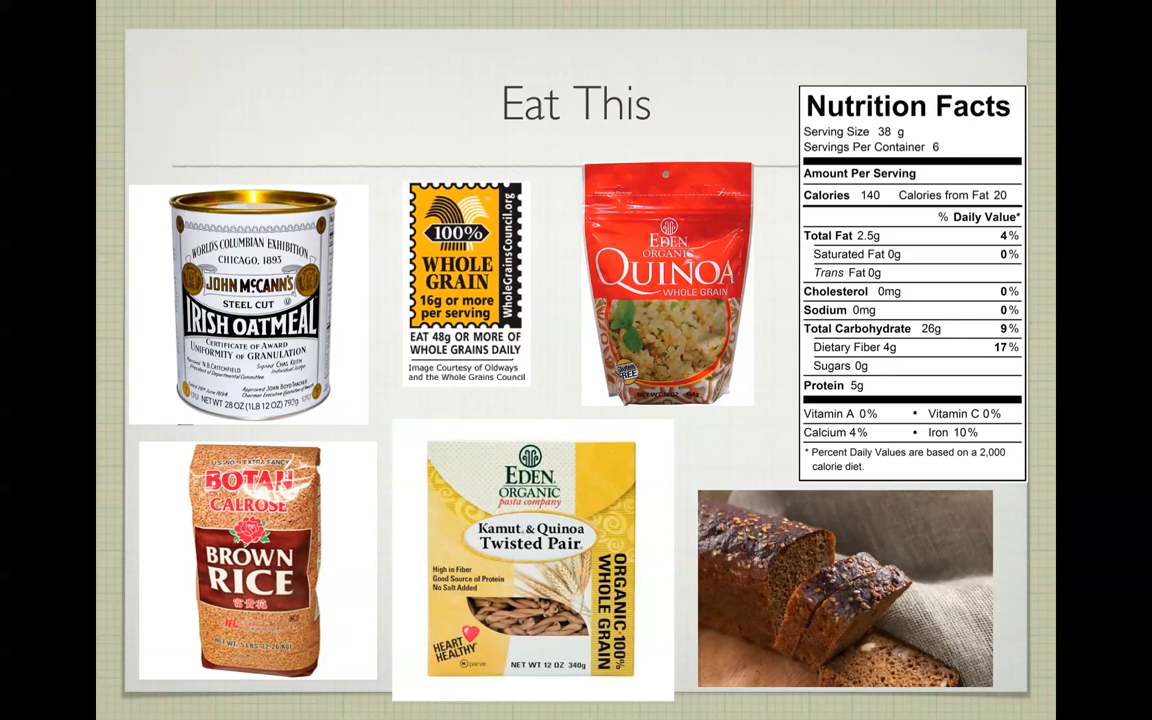 Eat This
WORLD'S COLUMBIAN EXHIBITION
CHICAGO, 1893
JOHN McCANN'S
STEEL CUT
IRISH OATMEAL
CERTIFICATE OF AWARD
UNIFORMITY OF GRANULATION
NET WT 28 OZ (1LB 12 OZ) 793g
100%
WHOLE
GRAIN
16g or more
per serving
WholeGrainsCouncil.org
EAT 48g OR MORE OF
WHOLE GRAINS DAILY
Image Courtesy of Oldways
and the Whole Grains Council
EDEN
ORGANIC
QUINOA
WHOLE GRAIN
Gluten
FREE
Nutrition Facts
Serving Size 38 g
Servings Per Container 6
Amount Per Serving
Calories 140 Calories from Fat 20
% Daily Value*
Total Fat 2.5g 4%
Saturated Fat 0g 0%
Trans Fat 0g
Cholesterol 0mg 0%
Sodium 0mg 0%
Total Carbohydrate 26g 9%
Dietary Fiber 4g 17%
Sugars 0g
Protein 5g
Vitamin A 0% • Vitamin C 0%
Calcium 4% • Iron 10%
* Percent Daily Values are based on a 2,000
calorie diet.
U.S. NO. 1 EXTRA FANCY
BOTAN
CALROSE
BROWN
RICE
EDEN
ORGANIC
pasta company
Kamut & Quinoa
Twisted Pair
High in Fiber
Good Source of Protein
No Salt Added
ORGANIC • 100%
WHOLE GRAIN
HEART
HEALTHY
parve
NET WT 12 OZ 340g